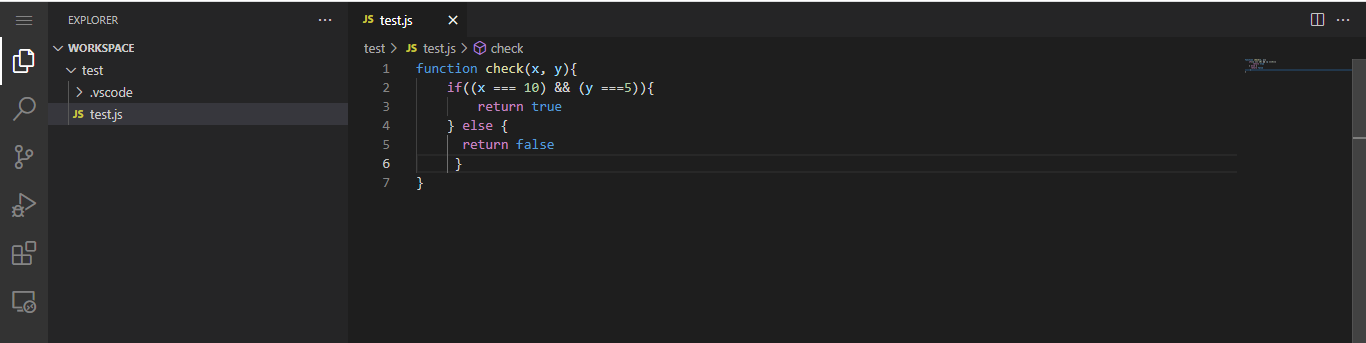 EXPLORER ···
JS test.js ×
WORKSPACE
test > JS test.js > check
test
.vscode
JS test.js
1 function check(x, y){
2     if((x === 10) && (y ===5)){
3         return true
4     } else {
5       return false
6      }
7 }